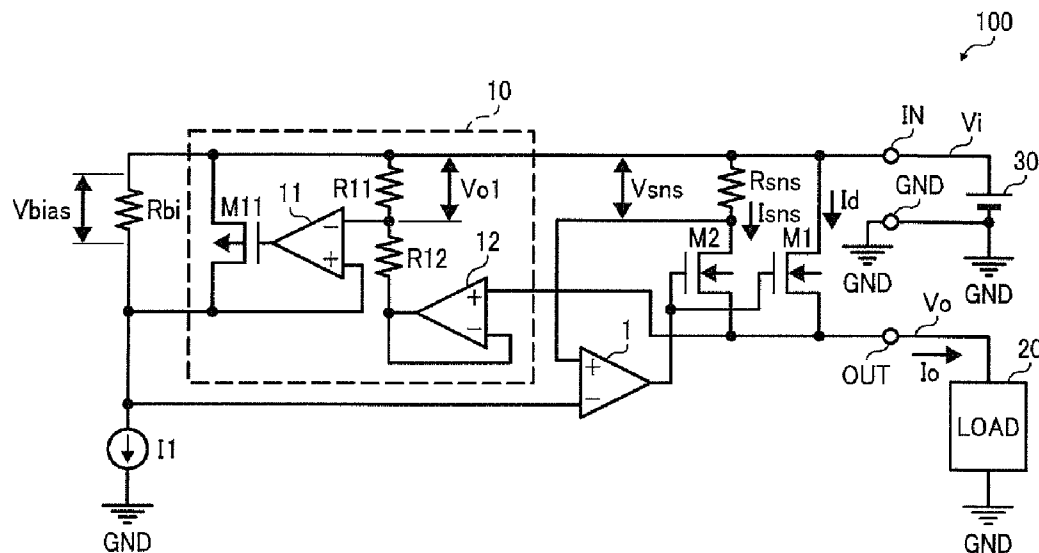 100
10
IN
Vi
30
GND
GND
GND
Vbias
Rbi
M11
11
−
+
R11
Vo1
R12
12
+
−
Vsns
Rsns
Isns
Id
M2
M1
1
+
−
Vo
OUT
Io
20
LOAD
GND
I1
GND